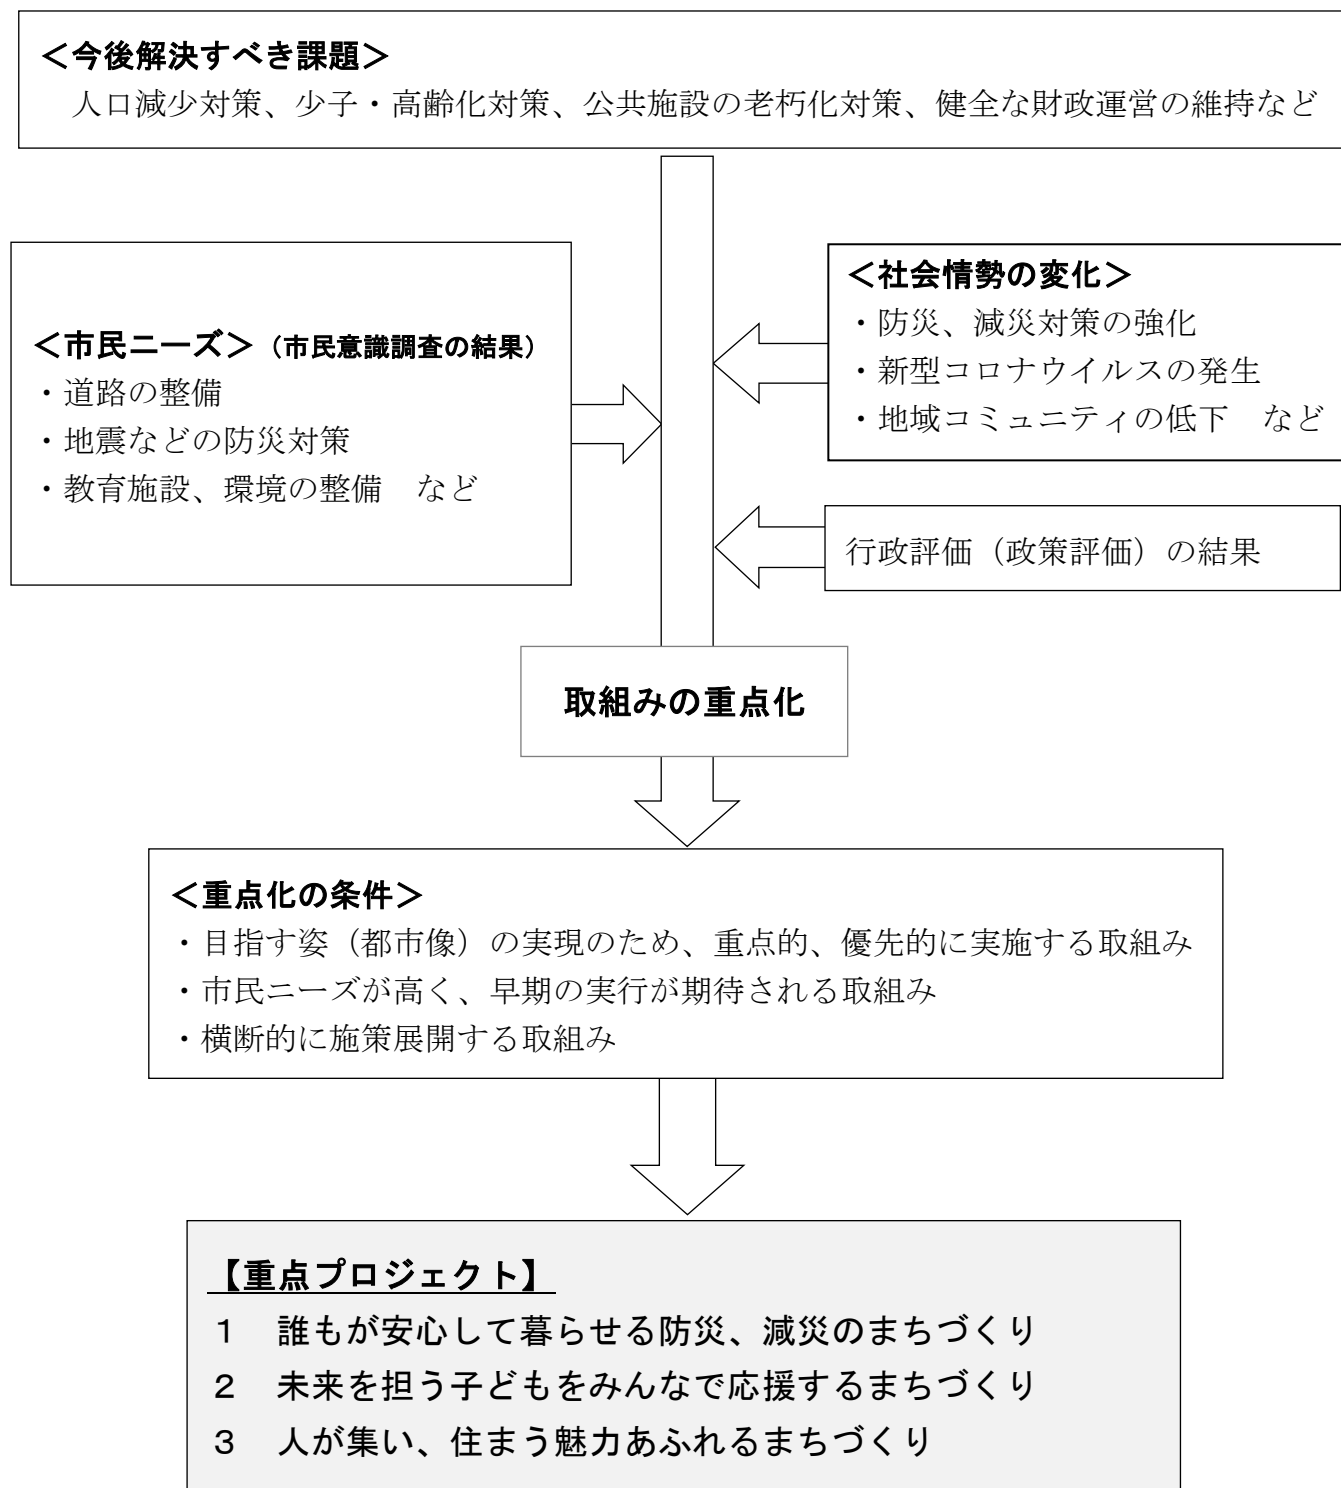 ＜今後解決すべき課題＞
人口減少対策、少子・高齢化対策、公共施設の老朽化対策、健全な財政運営の維持など
＜市民ニーズ＞（市民意識調査の結果）
・道路の整備
・地震などの防災対策
・教育施設、環境の整備　など
＜社会情勢の変化＞
・防災、減災対策の強化
・新型コロナウイルスの発生
・地域コミュニティの低下　など
行政評価（政策評価）の結果
取組みの重点化
＜重点化の条件＞
・目指す姿（都市像）の実現のため、重点的、優先的に実施する取組み
・市民ニーズが高く、早期の実行が期待される取組み
・横断的に施策展開する取組み
【重点プロジェクト】
１　誰もが安心して暮らせる防災、減災のまちづくり
２　未来を担う子どもをみんなで応援するまちづくり
３　人が集い、住まう魅力あふれるまちづくり